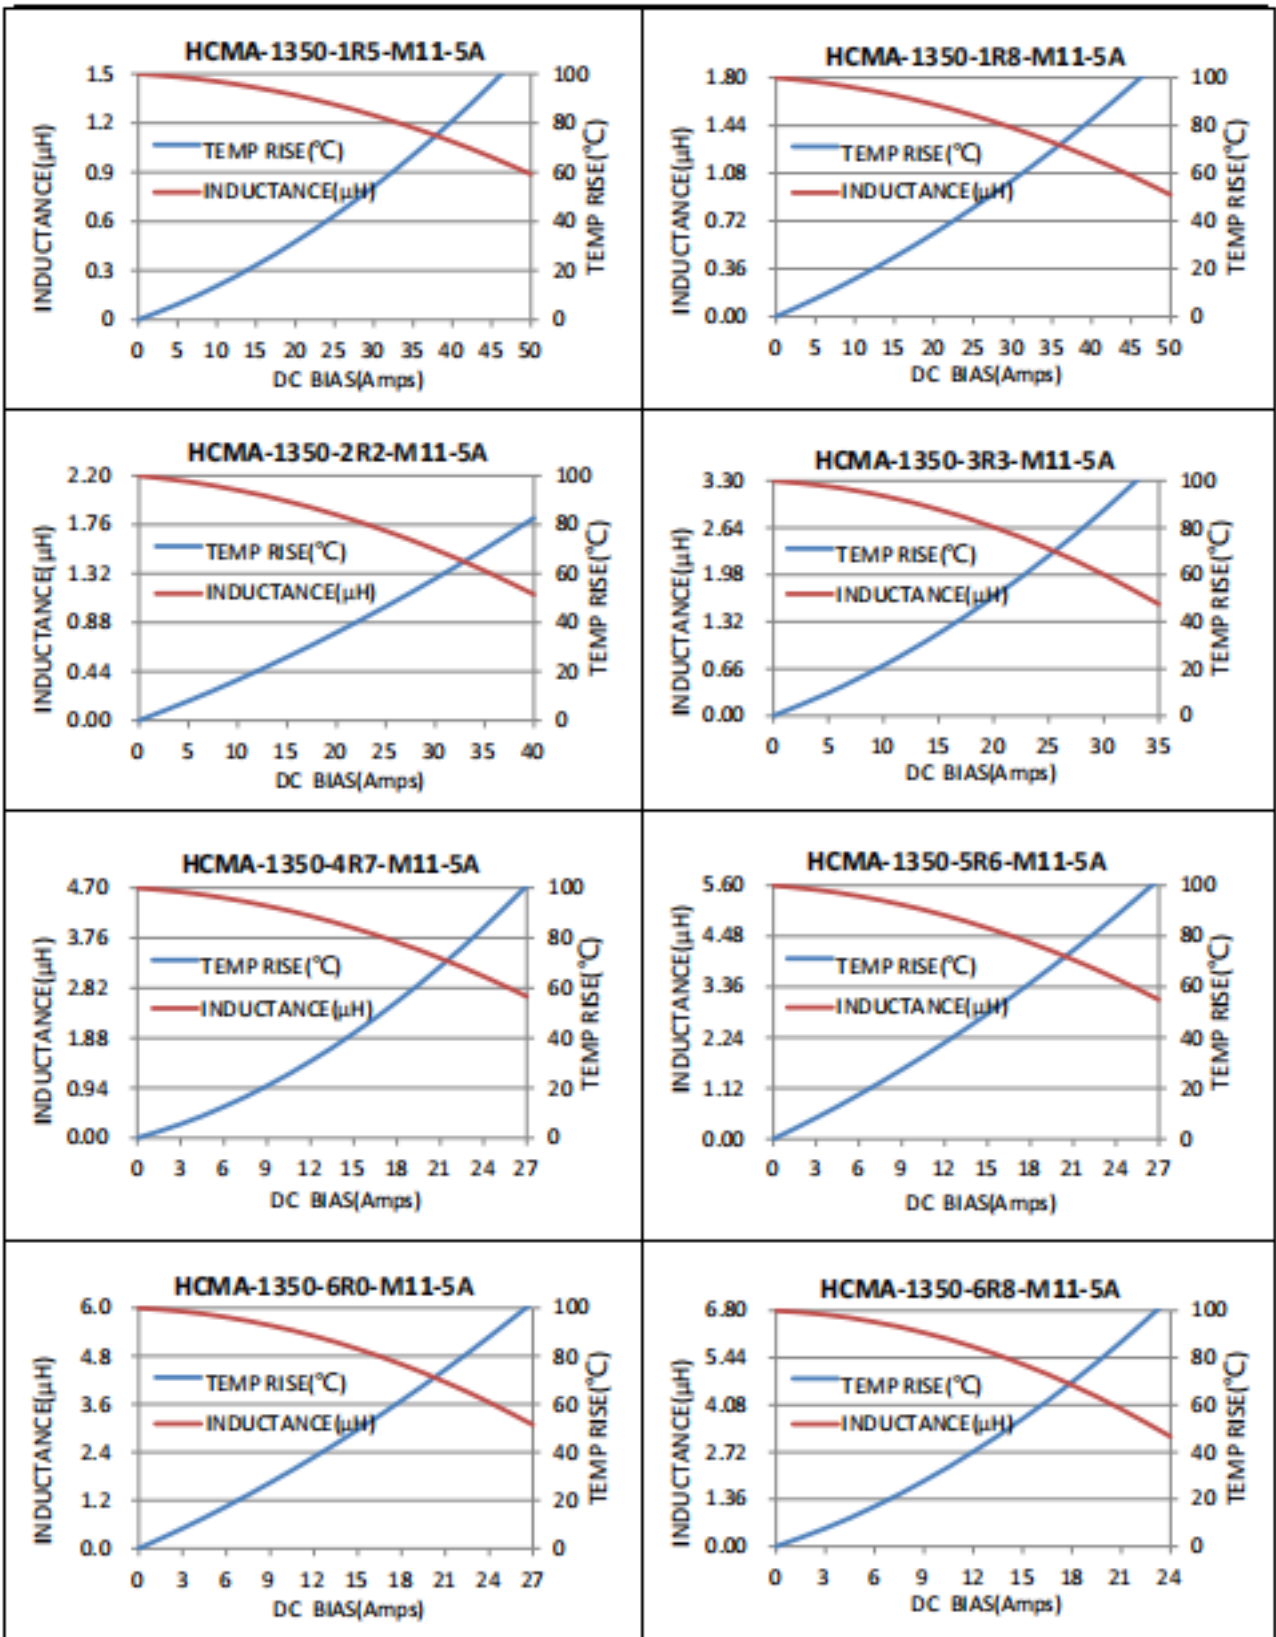 HCMA-1350-1R5-M11-5A
1.5
1.2
0.9
0.6
0.3
0
100
80
60
40
20
0
INDUCTANCE(μH)
TEMP RISE(℃)
TEMP RISE(℃)
INDUCTANCE(μH)
0 5 10 15 20 25 30 35 40 45 50
DC BIAS(Amps)
HCMA-1350-1R8-M11-5A
1.80
1.44
1.08
0.72
0.36
0.00
100
80
60
40
20
0
INDUCTANCE(μH)
TEMP RISE(℃)
TEMP RISE(℃)
INDUCTANCE(μH)
0 5 10 15 20 25 30 35 40 45 50
DC BIAS(Amps)
HCMA-1350-2R2-M11-5A
2.20
1.76
1.32
0.88
0.44
0.00
100
80
60
40
20
0
INDUCTANCE(μH)
TEMP RISE(℃)
TEMP RISE(℃)
INDUCTANCE(μH)
0 5 10 15 20 25 30 35 40
DC BIAS(Amps)
HCMA-1350-3R3-M11-5A
3.30
2.64
1.98
1.32
0.66
0.00
100
80
60
40
20
0
INDUCTANCE(μH)
TEMP RISE(℃)
TEMP RISE(℃)
INDUCTANCE(μH)
0 5 10 15 20 25 30 35
DC BIAS(Amps)
HCMA-1350-4R7-M11-5A
4.70
3.76
2.82
1.88
0.94
0.00
100
80
60
40
20
0
INDUCTANCE(μH)
TEMP RISE(℃)
TEMP RISE(℃)
INDUCTANCE(μH)
0 3 6 9 12 15 18 21 24 27
DC BIAS(Amps)
HCMA-1350-5R6-M11-5A
5.60
4.48
3.36
2.24
1.12
0.00
100
80
60
40
20
0
INDUCTANCE(μH)
TEMP RISE(℃)
TEMP RISE(℃)
INDUCTANCE(μH)
0 3 6 9 12 15 18 21 24 27
DC BIAS(Amps)
HCMA-1350-6R0-M11-5A
6.0
4.8
3.6
2.4
1.2
0.0
100
80
60
40
20
0
INDUCTANCE(μH)
TEMP RISE(℃)
TEMP RISE(℃)
INDUCTANCE(μH)
0 3 6 9 12 15 18 21 24 27
DC BIAS(Amps)
HCMA-1350-6R8-M11-5A
6.80
5.44
4.08
2.72
1.36
0.00
100
80
60
40
20
0
INDUCTANCE(μH)
TEMP RISE(℃)
TEMP RISE(℃)
INDUCTANCE(μH)
0 3 6 9 12 15 18 21 24
DC BIAS(Amps)